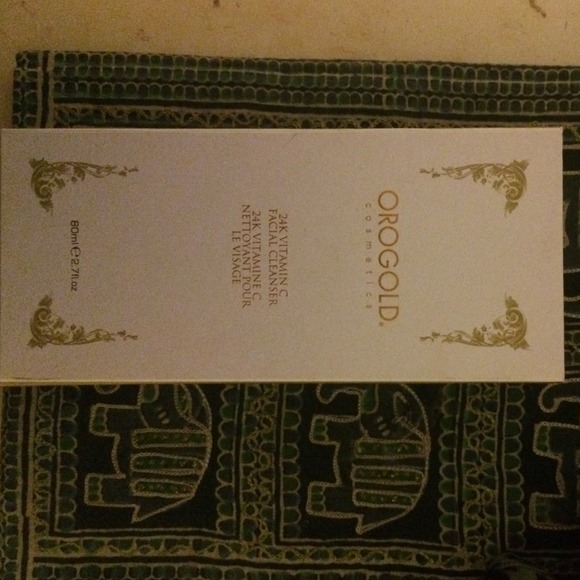 OROGOLD®
cosmetics
24K VITAMIN C
FACIAL CLEANSER
24K VITAMINE C
NETTOYANT POUR
LE VISAGE
80ml ℮ 2.7fl.oz